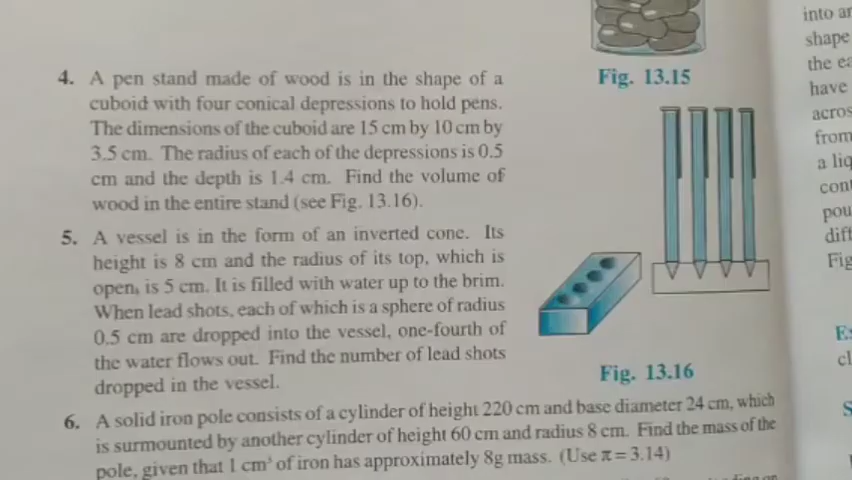 4. A pen stand made of wood is in the shape of a
cuboid with four conical depressions to hold pens.
The dimensions of the cuboid are 15 cm by 10 cm by
3.5 cm. The radius of each of the depressions is 0.5
cm and the depth is 1.4 cm. Find the volume of
wood in the entire stand (see Fig. 13.16).
5. A vessel is in the form of an inverted cone. Its
height is 8 cm and the radius of its top, which is
open, is 5 cm. It is filled with water up to the brim.
When lead shots, each of which is a sphere of radius
0.5 cm are dropped into the vessel, one-fourth of
the water flows out. Find the number of lead shots
dropped in the vessel.
Fig. 13.15
Fig. 13.16
6. A solid iron pole consists of a cylinder of height 220 cm and base diameter 24 cm, which
is surmounted by another cylinder of height 60 cm and radius 8 cm. Find the mass of the
pole, given that 1 cm³ of iron has approximately 8g mass. (Use π = 3.14)
into
shape
the
have
from
a
Fig